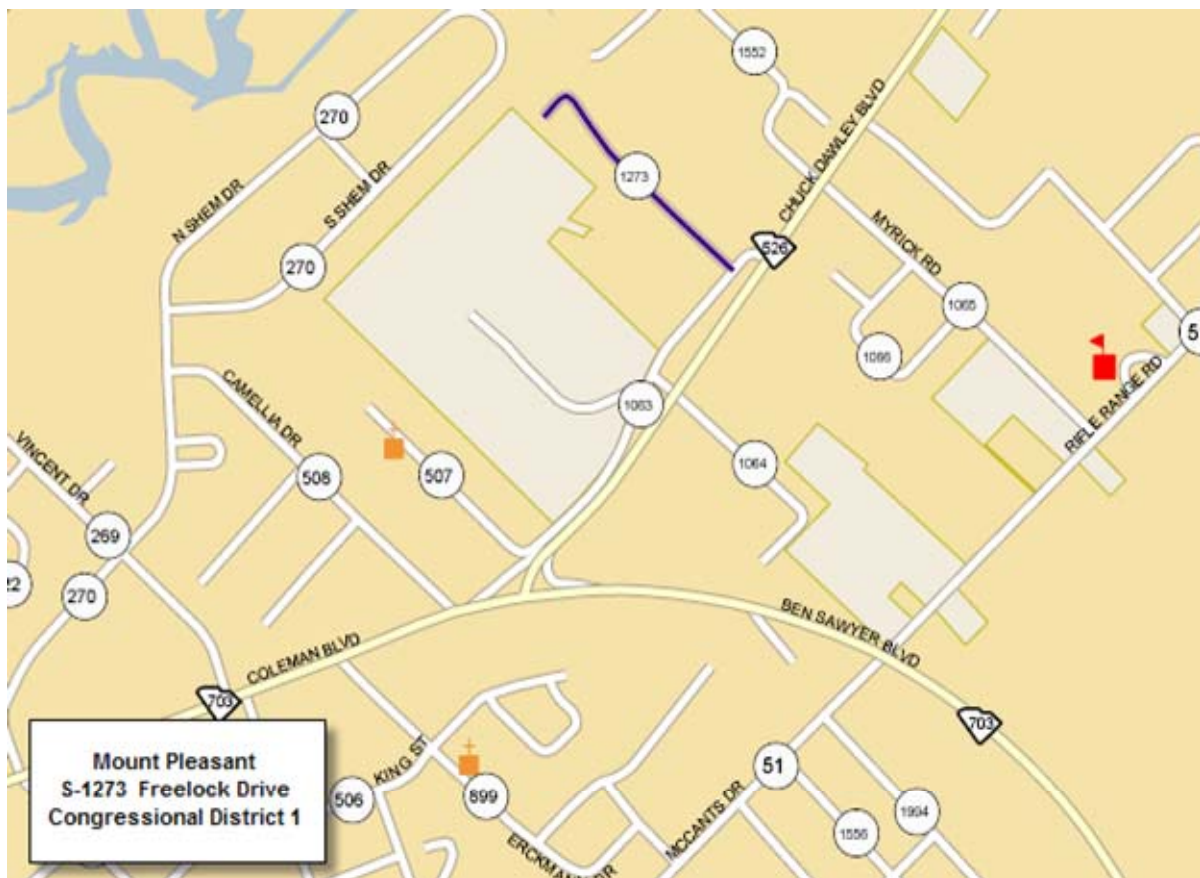 1552
CHUCK DAWLEY BLVD
270
1273
N SHEM DR
S SHEM DR
526
MYRICK RD
270
1065
1066
RIFLE RANGE RD
CAMELLIA DR
1063
VINCENT DR
508
507
1064
269
270
BEN SAWYER BLVD
COLEMAN BLVD
703
703
KING ST
51
506
899
MCCANTS DR
1994
1556
Mount Pleasant
S-1273 Freelock Drive
Congressional District 1